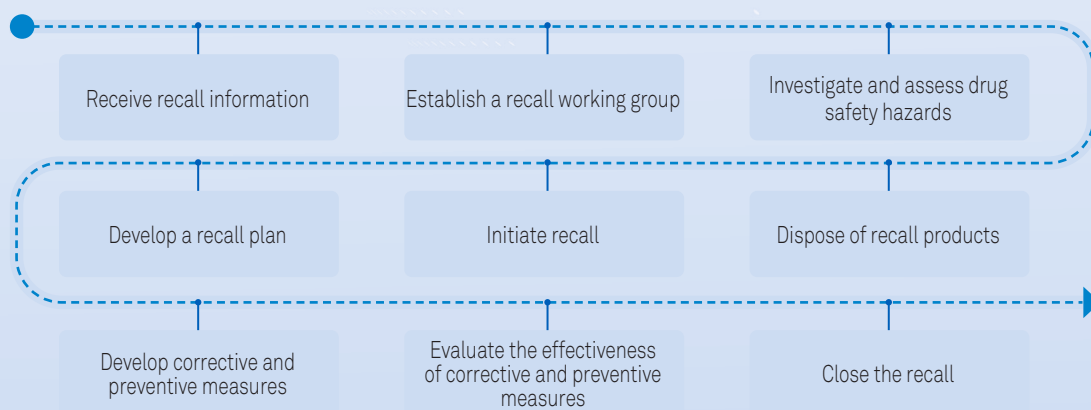 Receive recall information
Establish a recall working group
Investigate and assess drug
safety hazards
Develop a recall plan
Initiate recall
Dispose of recall products
Develop corrective and
preventive measures
Evaluate the effectiveness
of corrective and preventive
measures
Close the recall